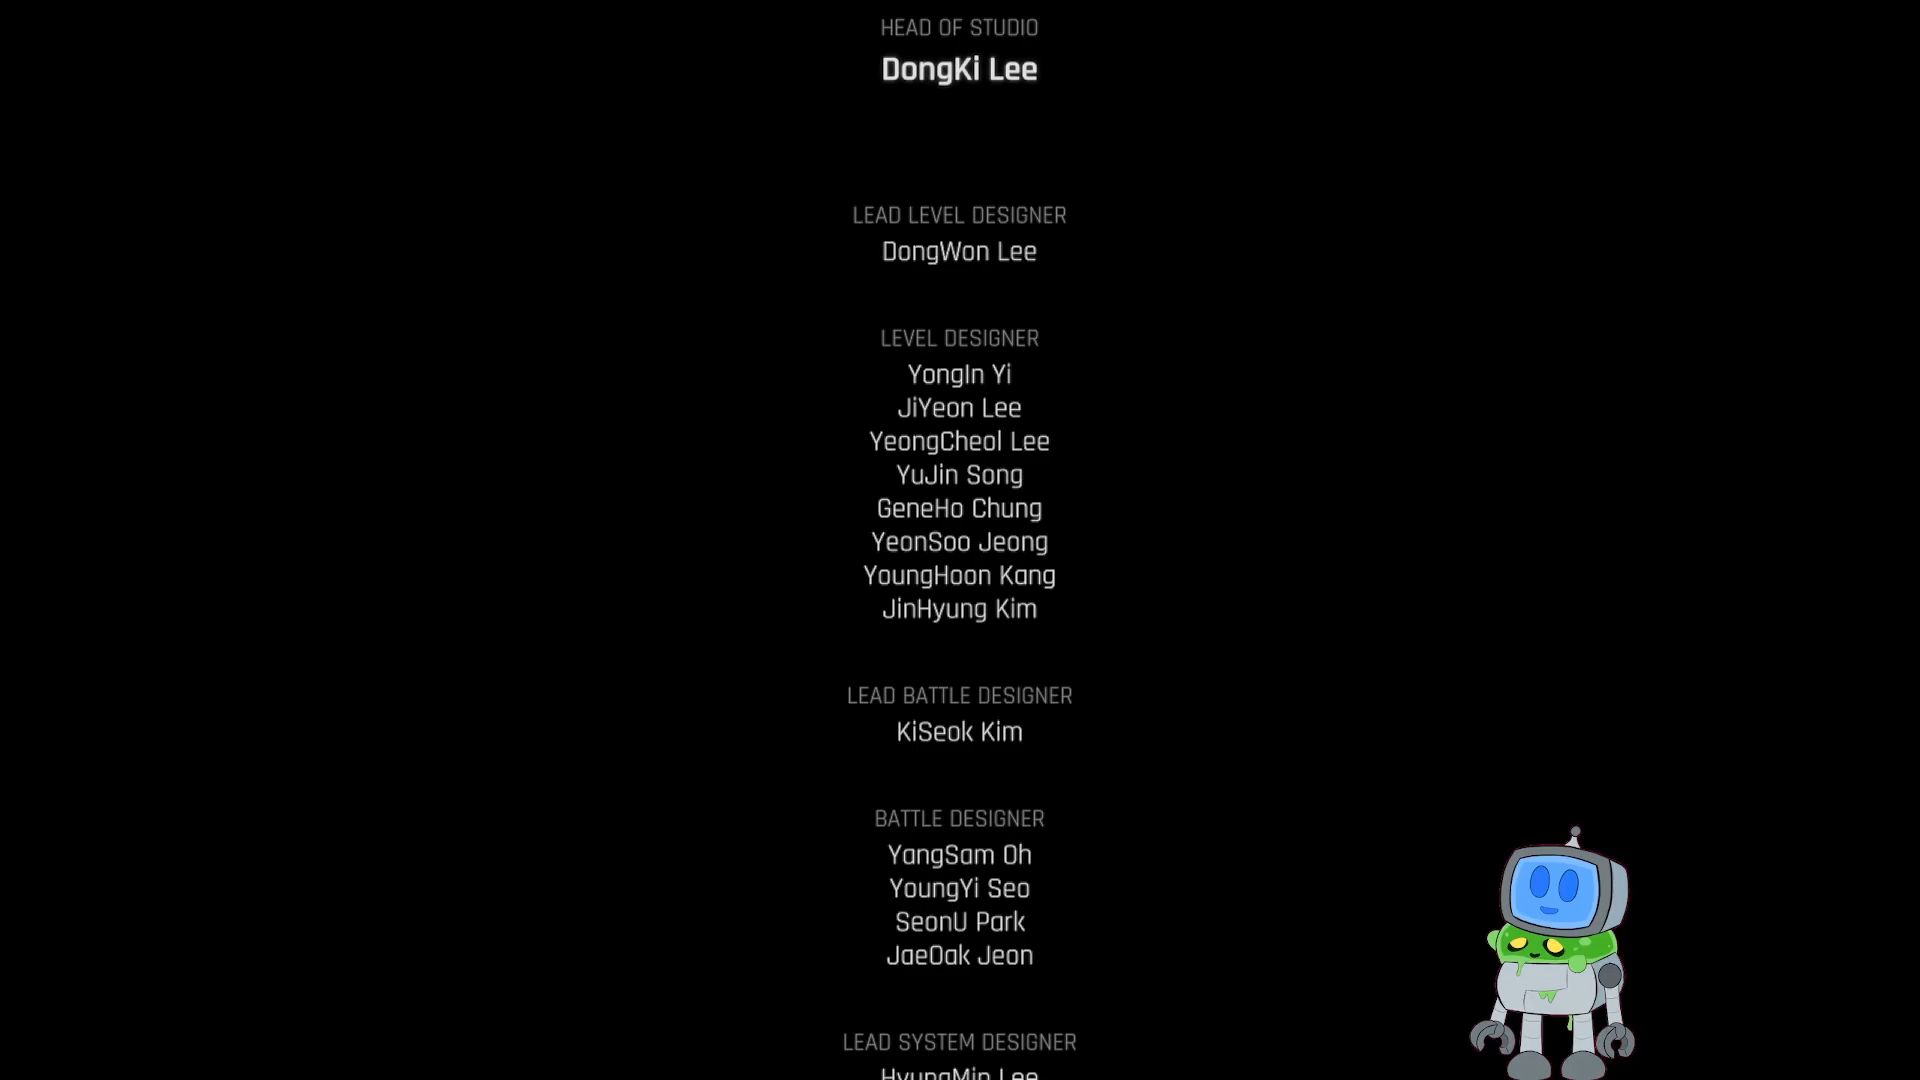 HEAD OF STUDIO
DongKi Lee
LEAD LEVEL DESIGNER
DongWon Lee
LEVEL DESIGNER
YongIn Yi
JiYeon Lee
YeongCheol Lee
YuJin Song
GeneHo Chung
YeonSoo Jeong
YoungHoon Kang
JinHyung Kim
LEAD BATTLE DESIGNER
KiSeok Kim
BATTLE DESIGNER
YangSam Oh
YoungYi Seo
SeonU Park
JaeOak Jeon
LEAD SYSTEM DESIGNER
HyungMin Lee